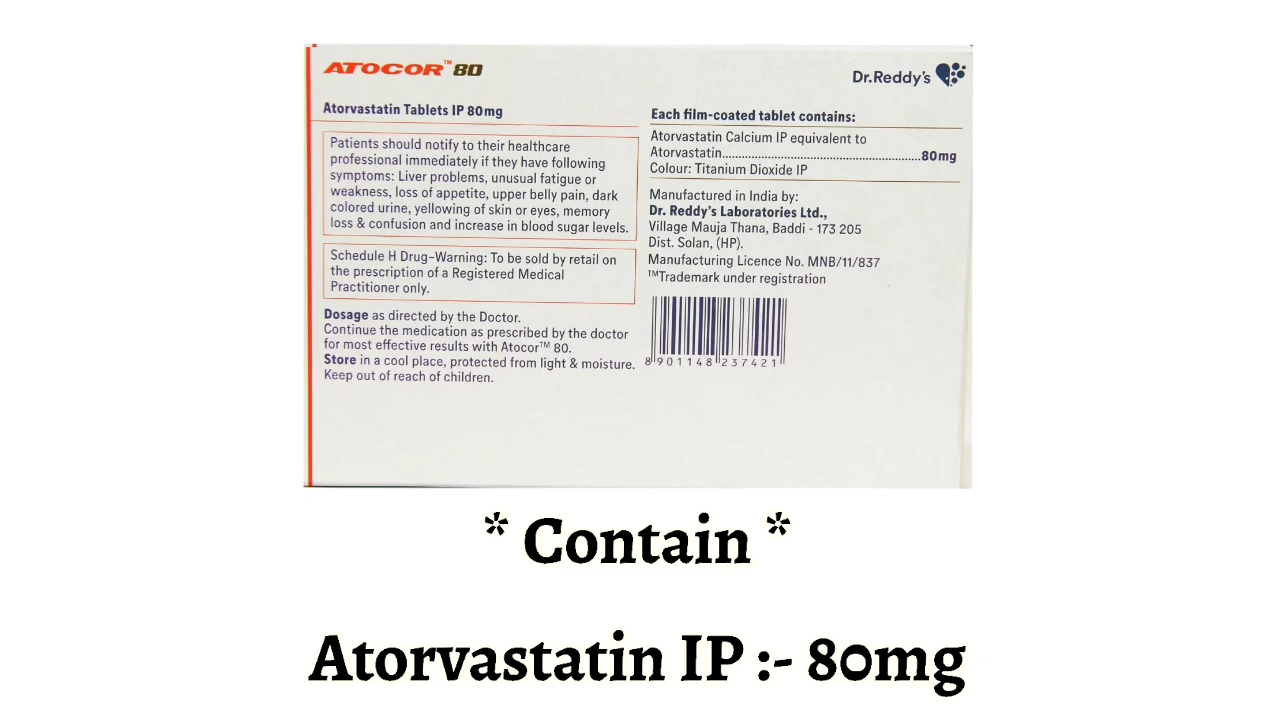 ATOCOR™ 80
Dr.Reddy's
Atorvastatin Tablets IP 80mg
Patients should notify to their healthcare
professional immediately if they have following
symptoms: Liver problems, unusual fatigue or
weakness, loss of appetite, upper belly pain, dark
colored urine, yellowing of skin or eyes, memory
loss & confusion and increase in blood sugar levels.
Schedule H Drug-Warning: To be sold by retail on
the prescription of a Registered Medical
Practitioner only.
Dosage as directed by the Doctor.
Continue the medication as prescribed by the doctor
for most effective results with Atocor™ 80.
Store in a cool place, protected from light & moisture.
Keep out of reach of children.
Each film-coated tablet contains:
Atorvastatin Calcium IP equivalent to
Atorvastatin..........................................................80mg
Colour: Titanium Dioxide IP
Manufactured in India by:
Dr. Reddy's Laboratories Ltd.,
Village Mauja Thana, Baddi - 173 205
Dist. Solan, (HP).
Manufacturing Licence No. MNB/11/837
™Trademark under registration
8 901148 237421
* Contain *
Atorvastatin IP :- 80mg